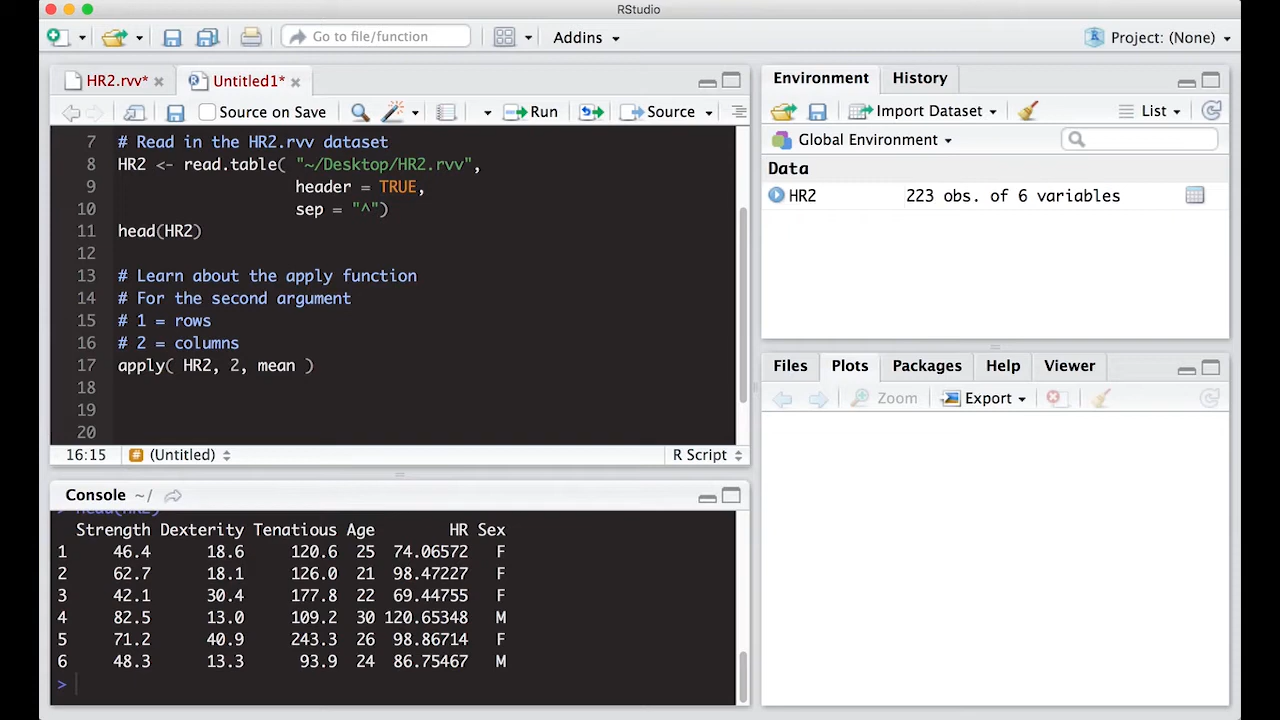 RStudio
Go to file/function
Addins
Project: (None)
HR2.rvv*
Untitled1*
Source on Save
Run
Source
7 # Read in the HR2.rvv dataset
8 HR2 <- read.table( "~/Desktop/HR2.rvv",
9 header = TRUE,
10 sep = "^")
11 head(HR2)
12
13 # Learn about the apply function
14 # For the second argument
15 # 1 = rows
16 # 2 = columns
17 apply( HR2, 2, mean )
18
19
20
16:15 (Untitled) R Script
Console ~/
> head(HR2)
Strength Dexterity Tenatious Age HR Sex
1 46.4 18.6 120.6 25 74.06572 F
2 62.7 18.1 126.0 21 98.47227 F
3 42.1 30.4 177.8 22 69.44755 F
4 82.5 13.0 109.2 30 120.65348 M
5 71.2 40.9 243.3 26 98.86714 F
6 48.3 13.3 93.9 24 86.75467 M
>
Environment History
Import Dataset List
Global Environment
Data
HR2 223 obs. of 6 variables
Files Plots Packages Help Viewer
Zoom Export